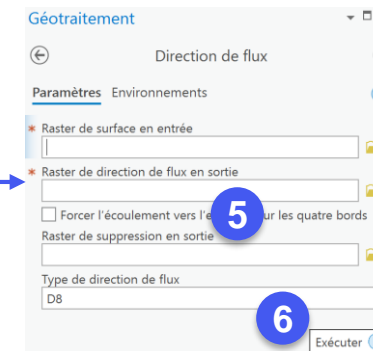 Géotraitement
Direction de flux
Paramètres Environnements
* Raster de surface en entrée
* Raster de direction de flux en sortie
Forcer l'écoulement vers les quatre bords
5
Raster de suppression en sortie
Type de direction de flux
D8
6
Exécuter